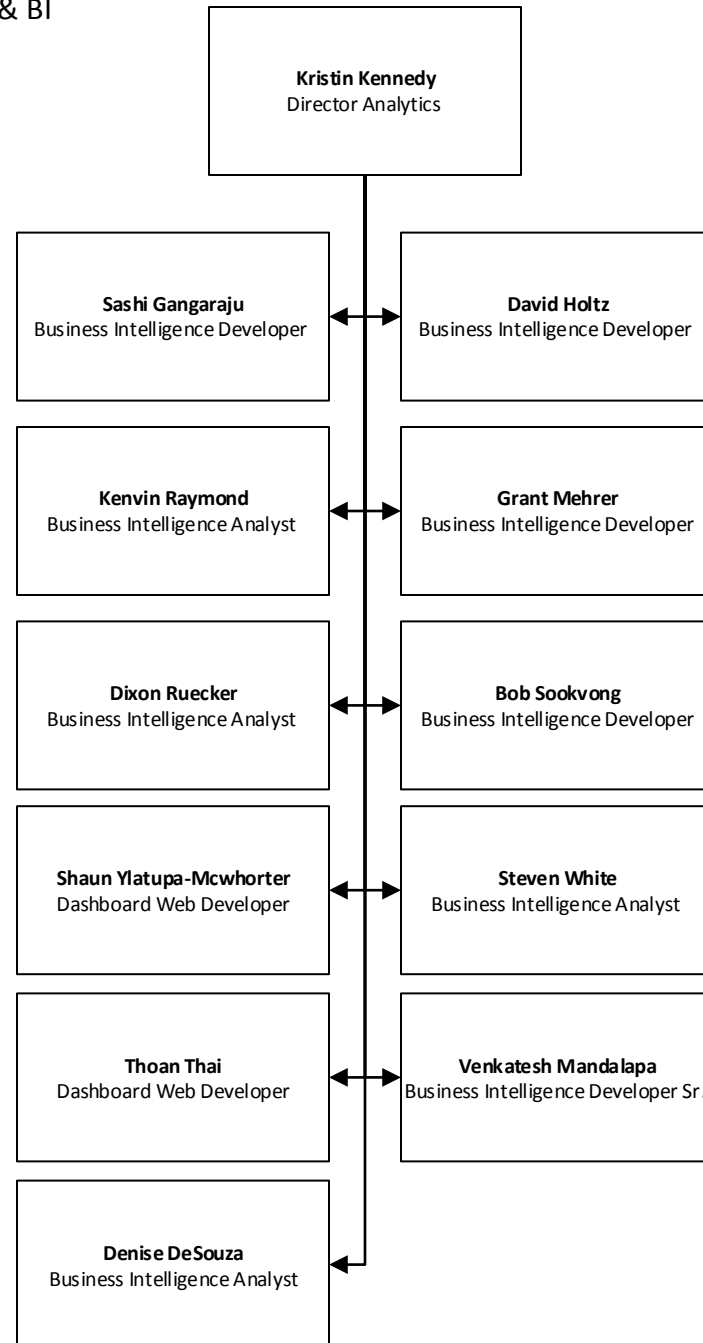 & BI
Kristin Kennedy
Director Analytics
Sashi Gangaraju
Business Intelligence Developer
David Holtz
Business Intelligence Developer
Kenvin Raymond
Business Intelligence Analyst
Grant Mehrer
Business Intelligence Developer
Dixon Ruecker
Business Intelligence Analyst
Bob Sookvong
Business Intelligence Developer
Shaun Ylatupa-Mcwhorter
Dashboard Web Developer
Steven White
Business Intelligence Analyst
Thoan Thai
Dashboard Web Developer
Venkatesh Mandalapa
Business Intelligence Developer Sr.
Denise DeSouza
Business Intelligence Analyst